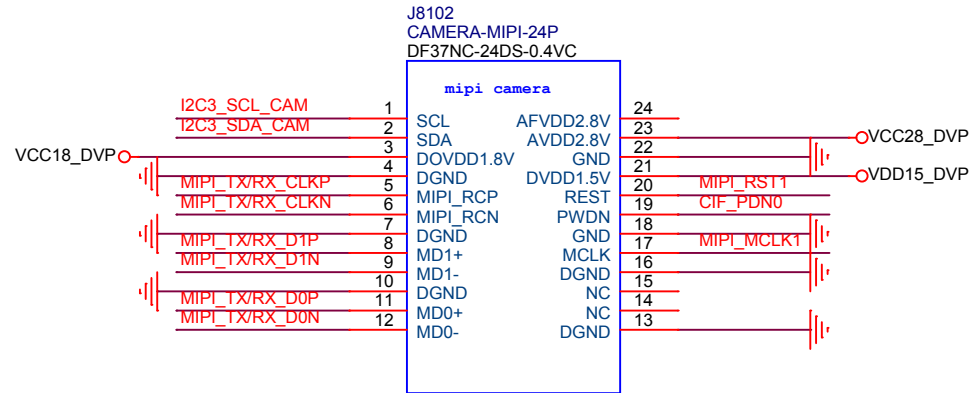 J8102
CAMERA-MIPI-24P
DF37NC-24DS-0.4VC
mipi camera
I2C3_SCL_CAM 1 SCL AFVDD2.8V 24
I2C3_SDA_CAM 2 SDA AVDD2.8V 23 VCC28_DVP
VCC18_DVP 3 DOVDD1.8V GND 22
4 DGND DVDD1.5V 21 VDD15_DVP
MIPI_TX/RX_CLKP 5 MIPI_RCP REST 20 MIPI_RST1
MIPI_TX/RX_CLKN 6 MIPI_RCN PWDN 19 CIF_PDN0
7 DGND GND 18
MIPI_TX/RX_D1P 8 MD1+ MCLK 17 MIPI_MCLK1
MIPI_TX/RX_D1N 9 MD1- DGND 16
10 DGND NC 15
MIPI_TX/RX_D0P 11 MD0+ NC 14
MIPI_TX/RX_D0N 12 MD0- DGND 13